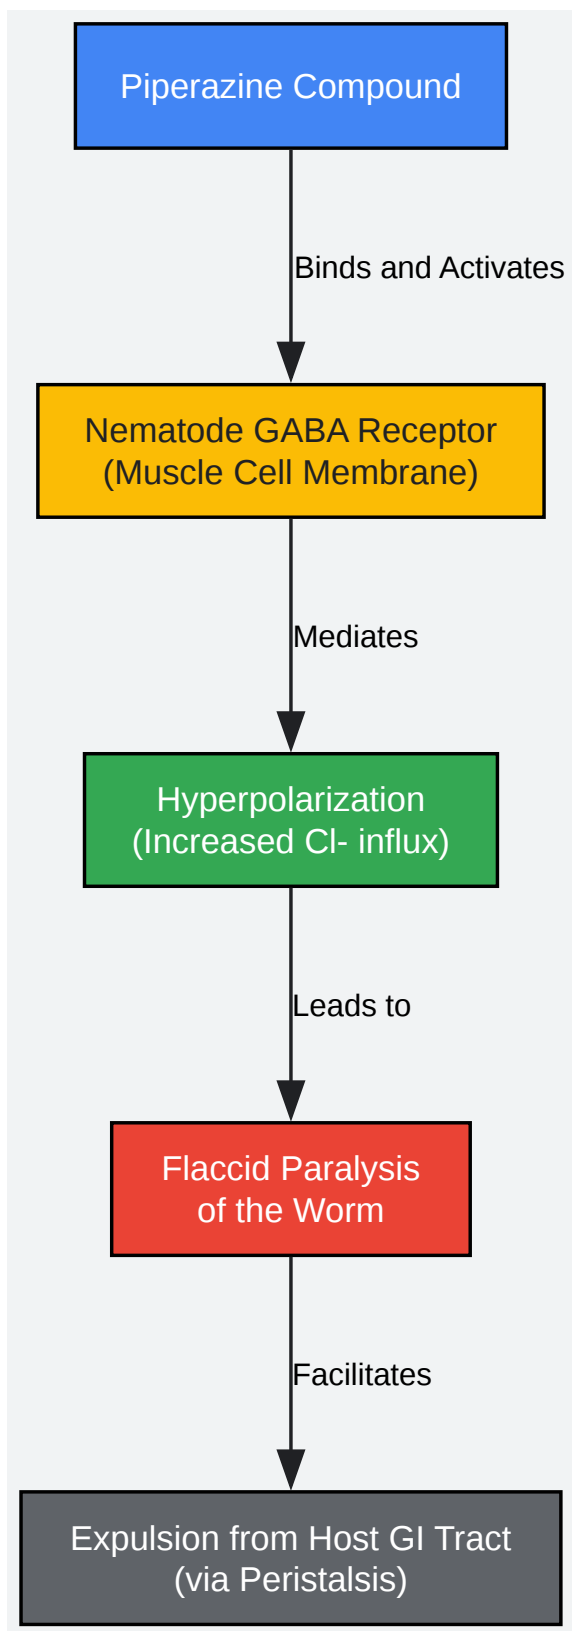 Piperazine Compound
Binds and Activates
Nematode GABA Receptor
(Muscle Cell Membrane)
Mediates
Hyperpolarization
(Increased Cl- influx)
Leads to
Flaccid Paralysis
of the Worm
Facilitates
Expulsion from Host GI Tract
(via Peristalsis)